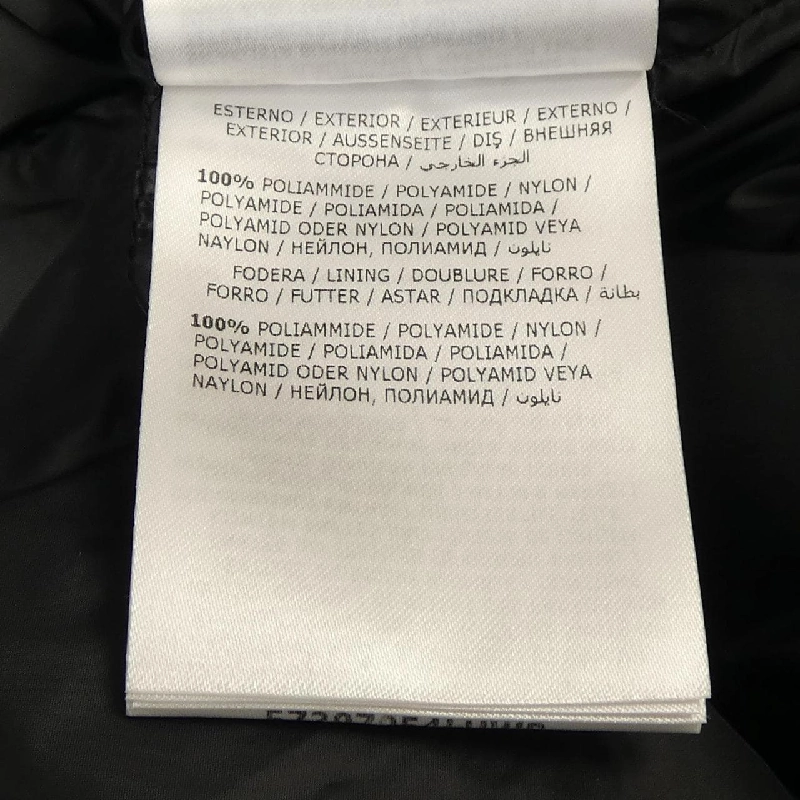 ESTERNO / EXTERIOR / EXTERIEUR / EXTERNO /
EXTERIOR / AUSSENSEITE / DIŞ / ВНЕШНЯЯ
СТОРОНА / الجزء الخارجي
100% POLIAMMIDE / POLYAMIDE / NYLON /
POLYAMIDE / POLIAMIDA / POLIAMIDA /
POLYAMID ODER NYLON / POLYAMID VEYA
NAYLON / НЕЙЛОН, ПОЛИАМИД / نايلون
FODERA / LINING / DOUBLURE / FORRO /
FORRO / FUTTER / ASTAR / ПОДКЛАДКА / بطانة
100% POLIAMMIDE / POLYAMIDE / NYLON /
POLYAMIDE / POLIAMIDA / POLIAMIDA /
POLYAMID ODER NYLON / POLYAMID VEYA
NAYLON / НЕЙЛОН, ПОЛИАМИД / نايلون